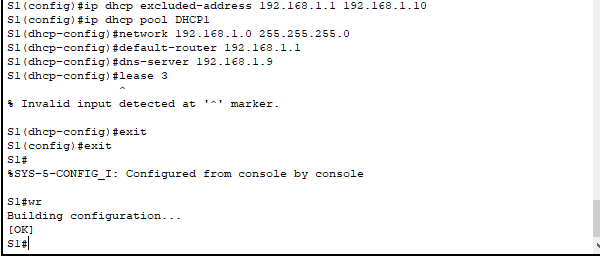 S1(config)#ip dhcp excluded-address 192.168.1.1 192.168.1.10
S1(config)#ip dhcp pool DHCP1
S1(dhcp-config)#network 192.168.1.0 255.255.255.0
S1(dhcp-config)#default-router 192.168.1.1
S1(dhcp-config)#dns-server 192.168.1.9
S1(dhcp-config)#lease 3
^
% Invalid input detected at '^' marker.
S1(dhcp-config)#exit
S1(config)#exit
S1#
%SYS-5-CONFIG_I: Configured from console by console
S1#wr
Building configuration...
[OK]
S1#